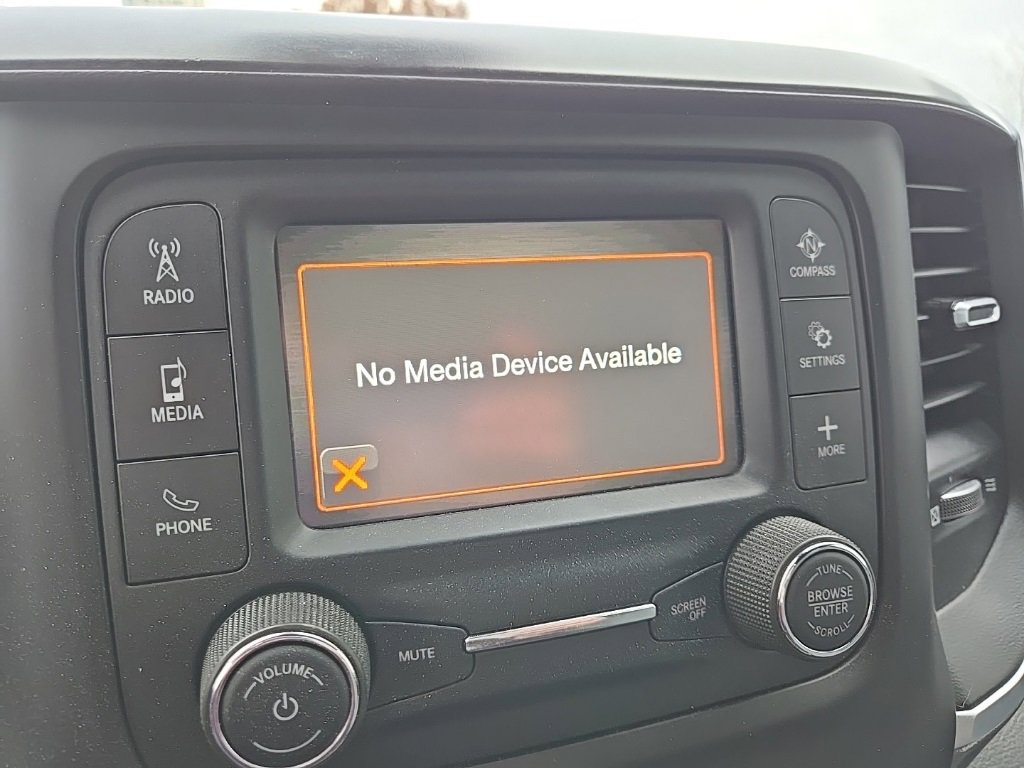 RADIO
MEDIA
PHONE
No Media Device Available
N
COMPASS
SETTINGS
MORE
VOLUME
MUTE
SCREEN
OFF
TUNE
BROWSE
ENTER
SCROLL